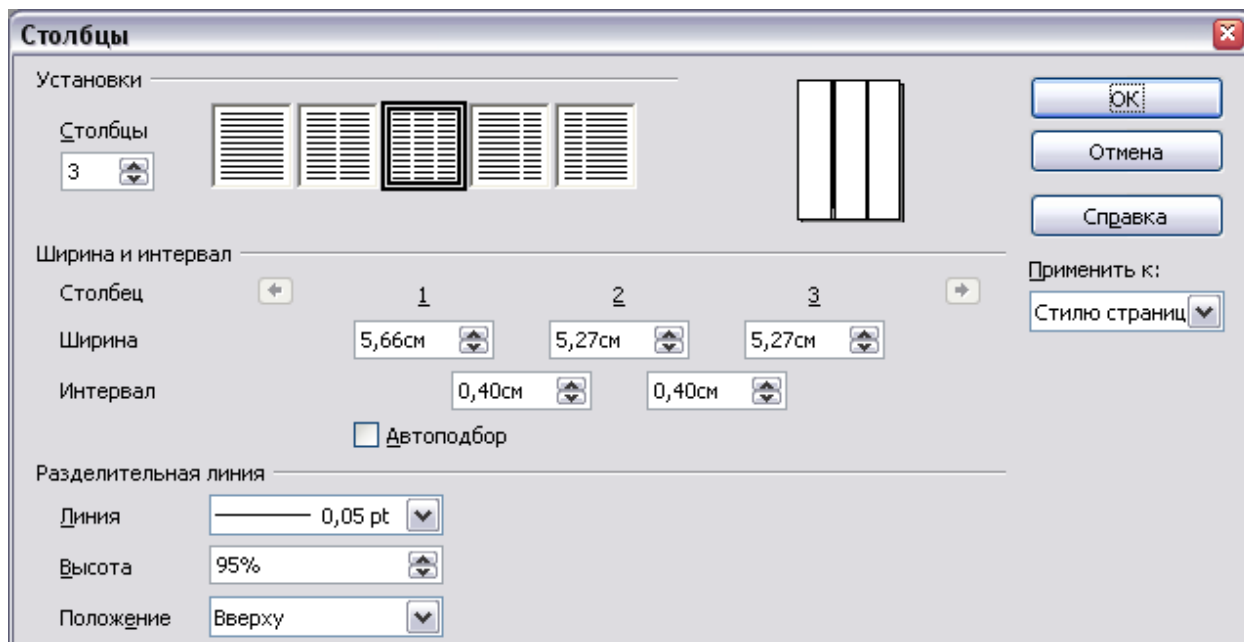 Столбцы
Установки
Столбцы
3
OK
Отмена
Справка
Применить к:
Стилю страниц
Ширина и интервал
Столбец 1 2 3
Ширина 5,66см 5,27см 5,27см
Интервал 0,40см 0,40см
Автоподбор
Разделительная линия
Линия 0,05 pt
Высота 95%
Положение Вверху